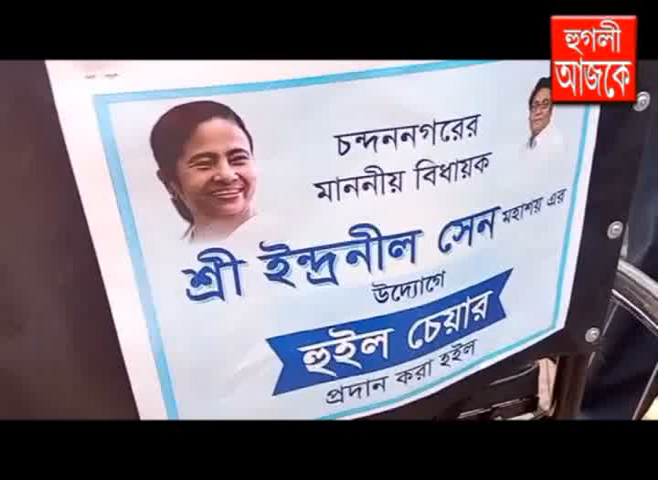 হুগলী
আজকে
চন্দননগরের
মাননীয় বিধায়ক
শ্রী ইন্দ্রনীল সেন মহাশয় এর
উদ্যোগে
হুইল চেয়ার
প্রদান করা হইল